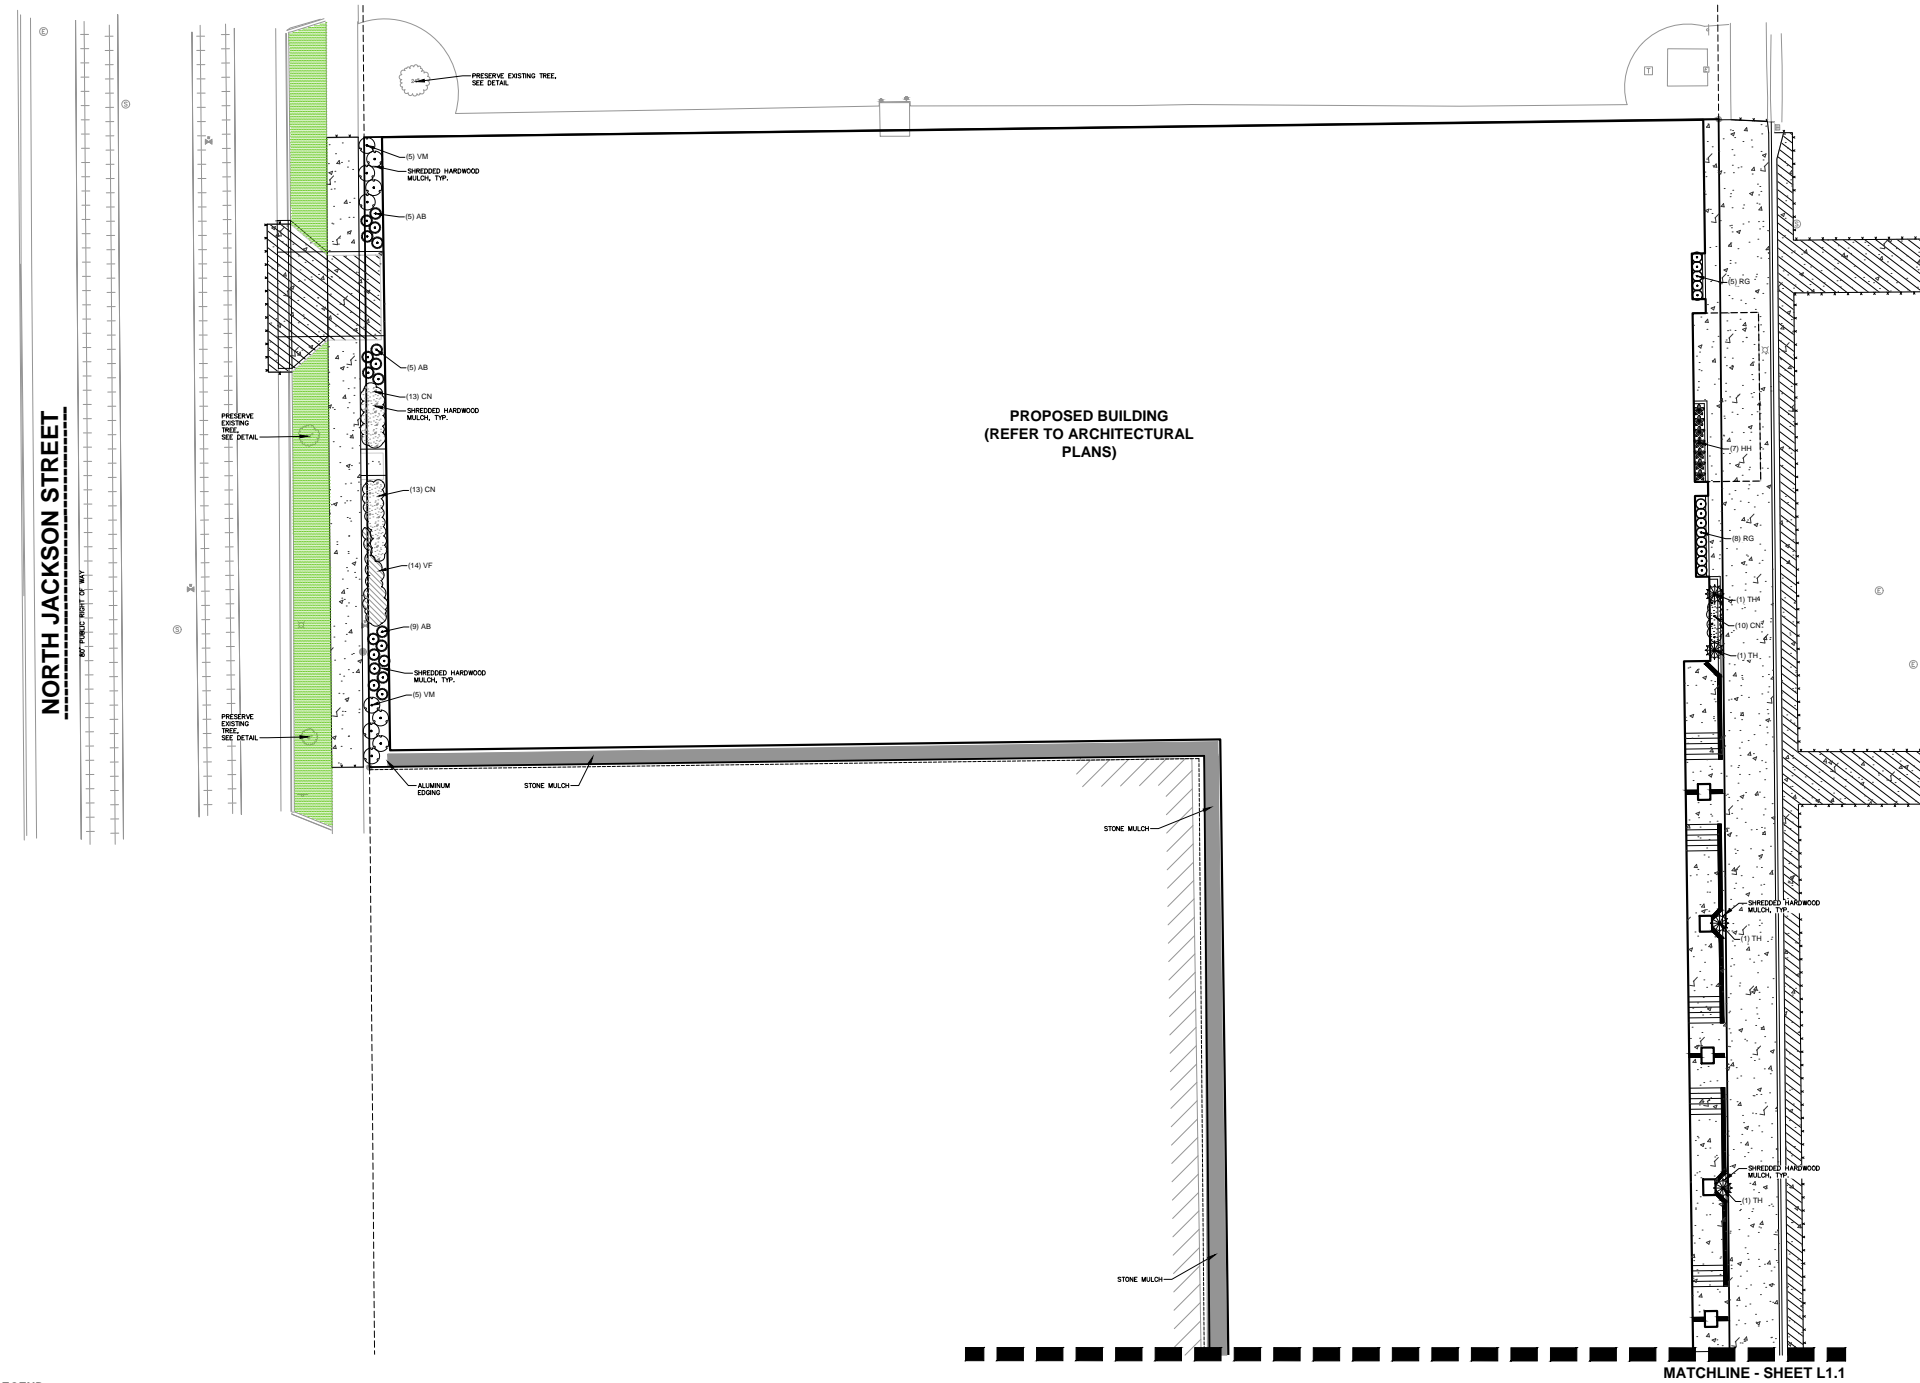 PRESERVE EXISTING TREE,
SEE DETAIL
(5) VM
SHREDDED HARDWOOD
MULCH, TYP.
(5) AB
(5) RG
(5) AB
(13) CN
SHREDDED HARDWOOD
MULCH, TYP.
PRESERVE
EXISTING
TREE,
SEE DETAIL
PROPOSED BUILDING
(REFER TO ARCHITECTURAL
PLANS)
(7) HH
NORTH JACKSON STREET
80' PUBLIC RIGHT OF WAY
(13) CN
(8) RG
(14) VF
(1) TH
(9) AB
(10) CN
(1) TH
SHREDDED HARDWOOD
MULCH, TYP.
(5) VM
PRESERVE
EXISTING
TREE,
SEE DETAIL
ALUMINUM
EDGING
STONE MULCH
STONE MULCH
SHREDDED HARDWOOD
MULCH, TYP.
(1) TH
SHREDDED HARDWOOD
MULCH, TYP.
(1) TH
STONE MULCH
MATCHLINE - SHEET L1.1